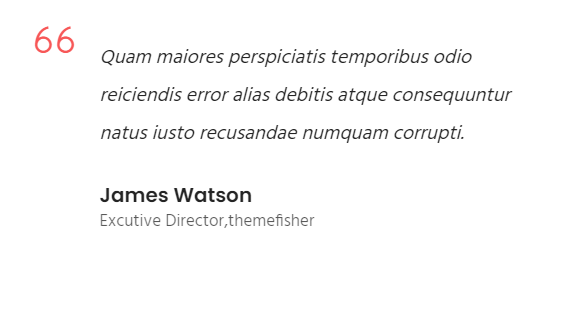 “
Quam maiores perspiciatis temporibus odio
reiciendis error alias debitis atque consequuntur
natus iusto recusandae numquam corrupti.
James Watson
Excutive Director,themefisher